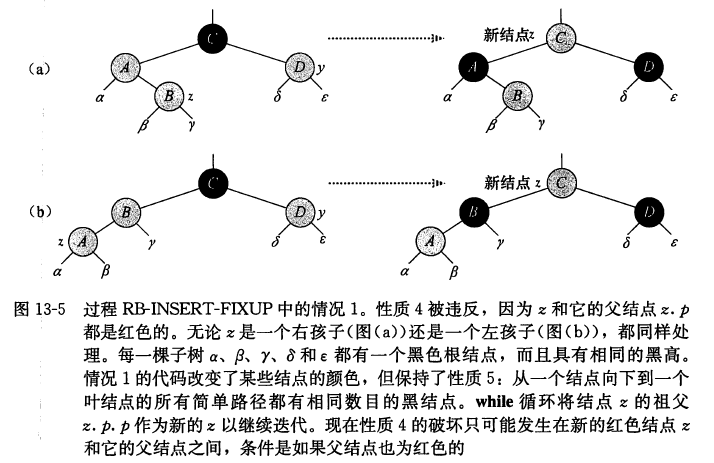 C
新结点z
C
(a)
A
D
y
A
D
α
B
z
δ
ε
α
B
δ
ε
β
γ
β
γ
C
新结点 z
C
(b)
B
D
y
B
D
z
A
γ
δ
ε
A
γ
δ
ε
α
β
α
β
图 13-5 过程 RB-INSERT-FIXUP 中的情况 1。性质 4 被违反，因为 z 和它的父结点 z.p
都是红色的。无论 z 是一个右孩子(图(a))还是一个左孩子(图(b))，都同样处
理。每一棵子树 α、β、γ、δ 和 ε 都有一个黑色根结点，而且具有相同的黑高。
情况 1 的代码改变了某些结点的颜色，但保持了性质 5：从一个结点向下到一个
叶结点的所有简单路径都有相同数目的黑结点。while 循环将结点 z 的祖父
z.p.p 作为新的 z 以继续迭代。现在性质 4 的破坏只可能发生在新的红色结点 z
和它的父结点之间，条件是如果父结点也为红色的